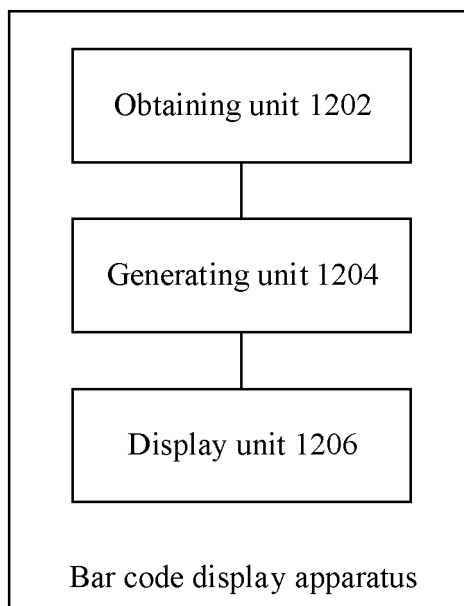 Obtaining unit 1202
Generating unit 1204
Display unit 1206
Bar code display apparatus